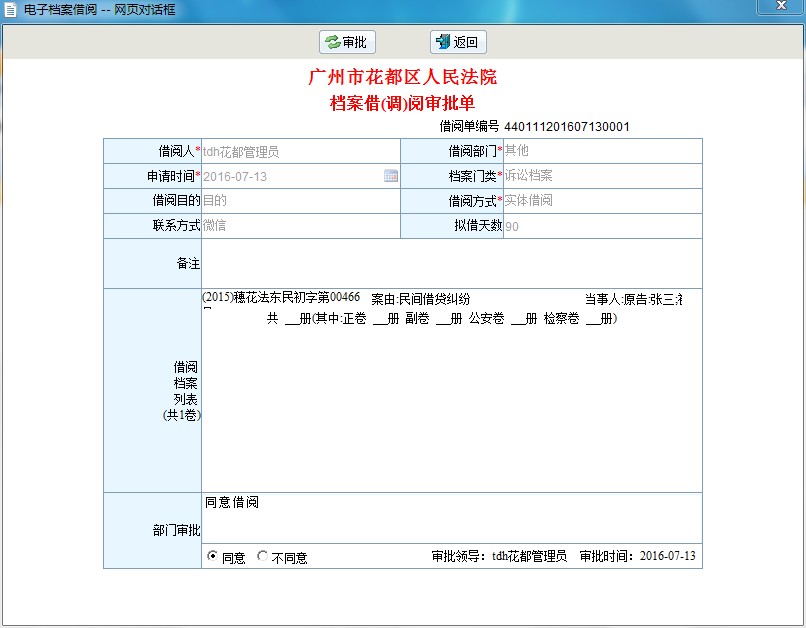 电子档案借阅 -- 网页对话框
审批 返回
广州市花都区人民法院
档案借(调)阅审批单
借阅单编号 440111201607130001
借阅人* tdh花都管理员 借阅部门* 其他
申请时间* 2016-07-13 档案门类* 诉讼档案
借阅目的 目的 借阅方式* 实体借阅
联系方式 微信 拟借天数 90
备注
(2015)穗花法东民初字第00466 案由:民间借贷纠纷 当事人:原告:张三;
共 __册(其中:正卷 __册 副卷 __册 公安卷 __册 检察卷 __册)
借阅
档案
列表
(共1卷)
同意借阅
部门审批
同意 不同意 审批领导: tdh花都管理员 审批时间: 2016-07-13